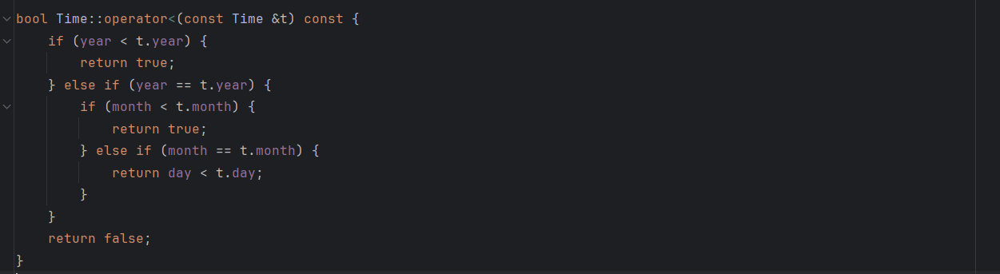 bool Time::operator<(const Time &t) const {
    if (year < t.year) {
        return true;
    } else if (year == t.year) {
        if (month < t.month) {
            return true;
        } else if (month == t.month) {
            return day < t.day;
        }
    }
    return false;
}